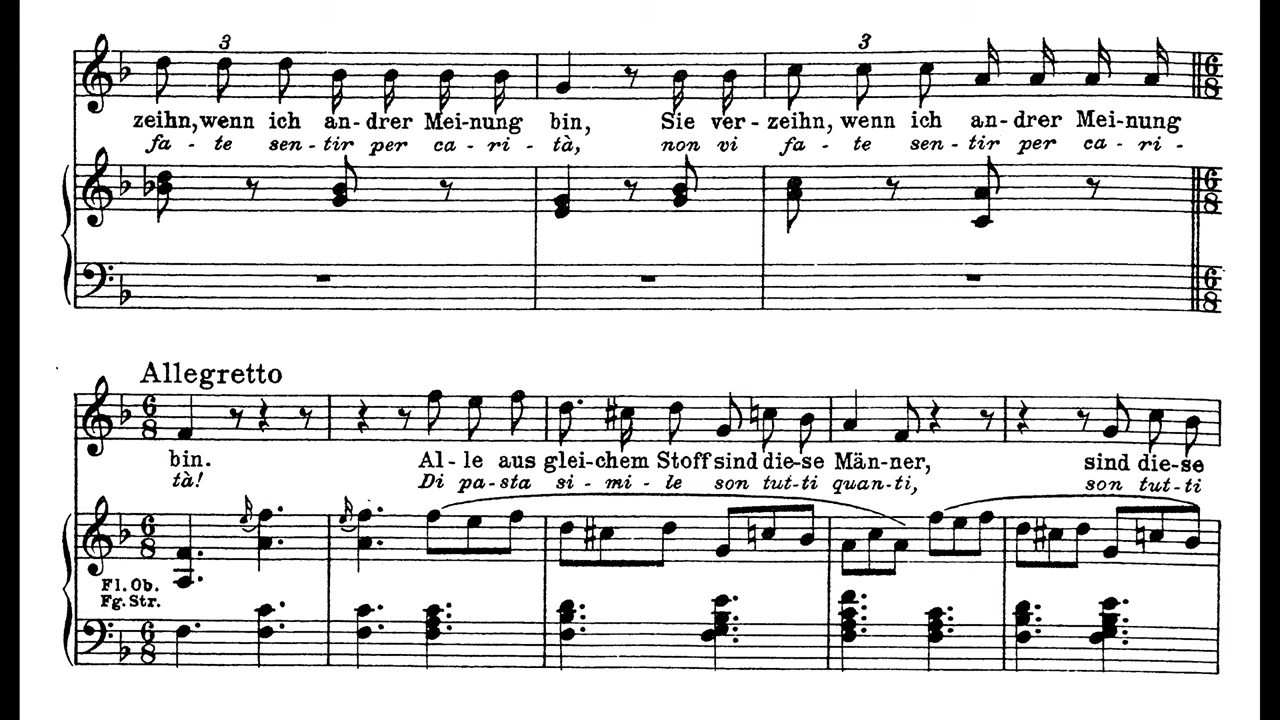 3 3
zeihn, wenn ich an-drer Mei-nung bin, Sie ver-zeihn, wenn ich an-drer Mei-nung
fa-te sen-tir per ca-ri-tà, non vi fa-te sen-tir per ca-ri-
Allegretto
bin. Al-le aus glei-chem Stoff sind die-se Män-ner, sind die-se
tà! Di pa-sta si-mi-le son tut-ti quan-ti, son tut-ti
Fl. Ob.
Fg. Str.